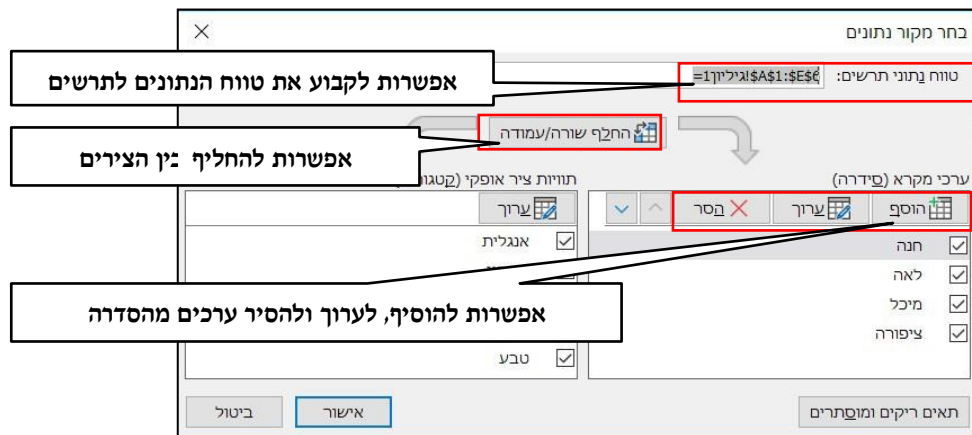 בחר מקור נתונים
טווח נתוני תרשים: =גיליון1!$A$1:$E$6
אפשרות לקבוע את טווח הנתונים לתרשים
החלף שורה/עמודה
אפשרות להחליף בין הצירים
ערכי מקרא (סידרה)
תוויות ציר אופקי
הוסף ערוך הסר
ערוך
חנה
לאה
מיכל
ציפורה
אנגלית
אפשרות להוסיף, לערוך ולהסיר ערכים מהסדרה
טבע
תאים ריקים ומוסתרים
אישור
ביטול